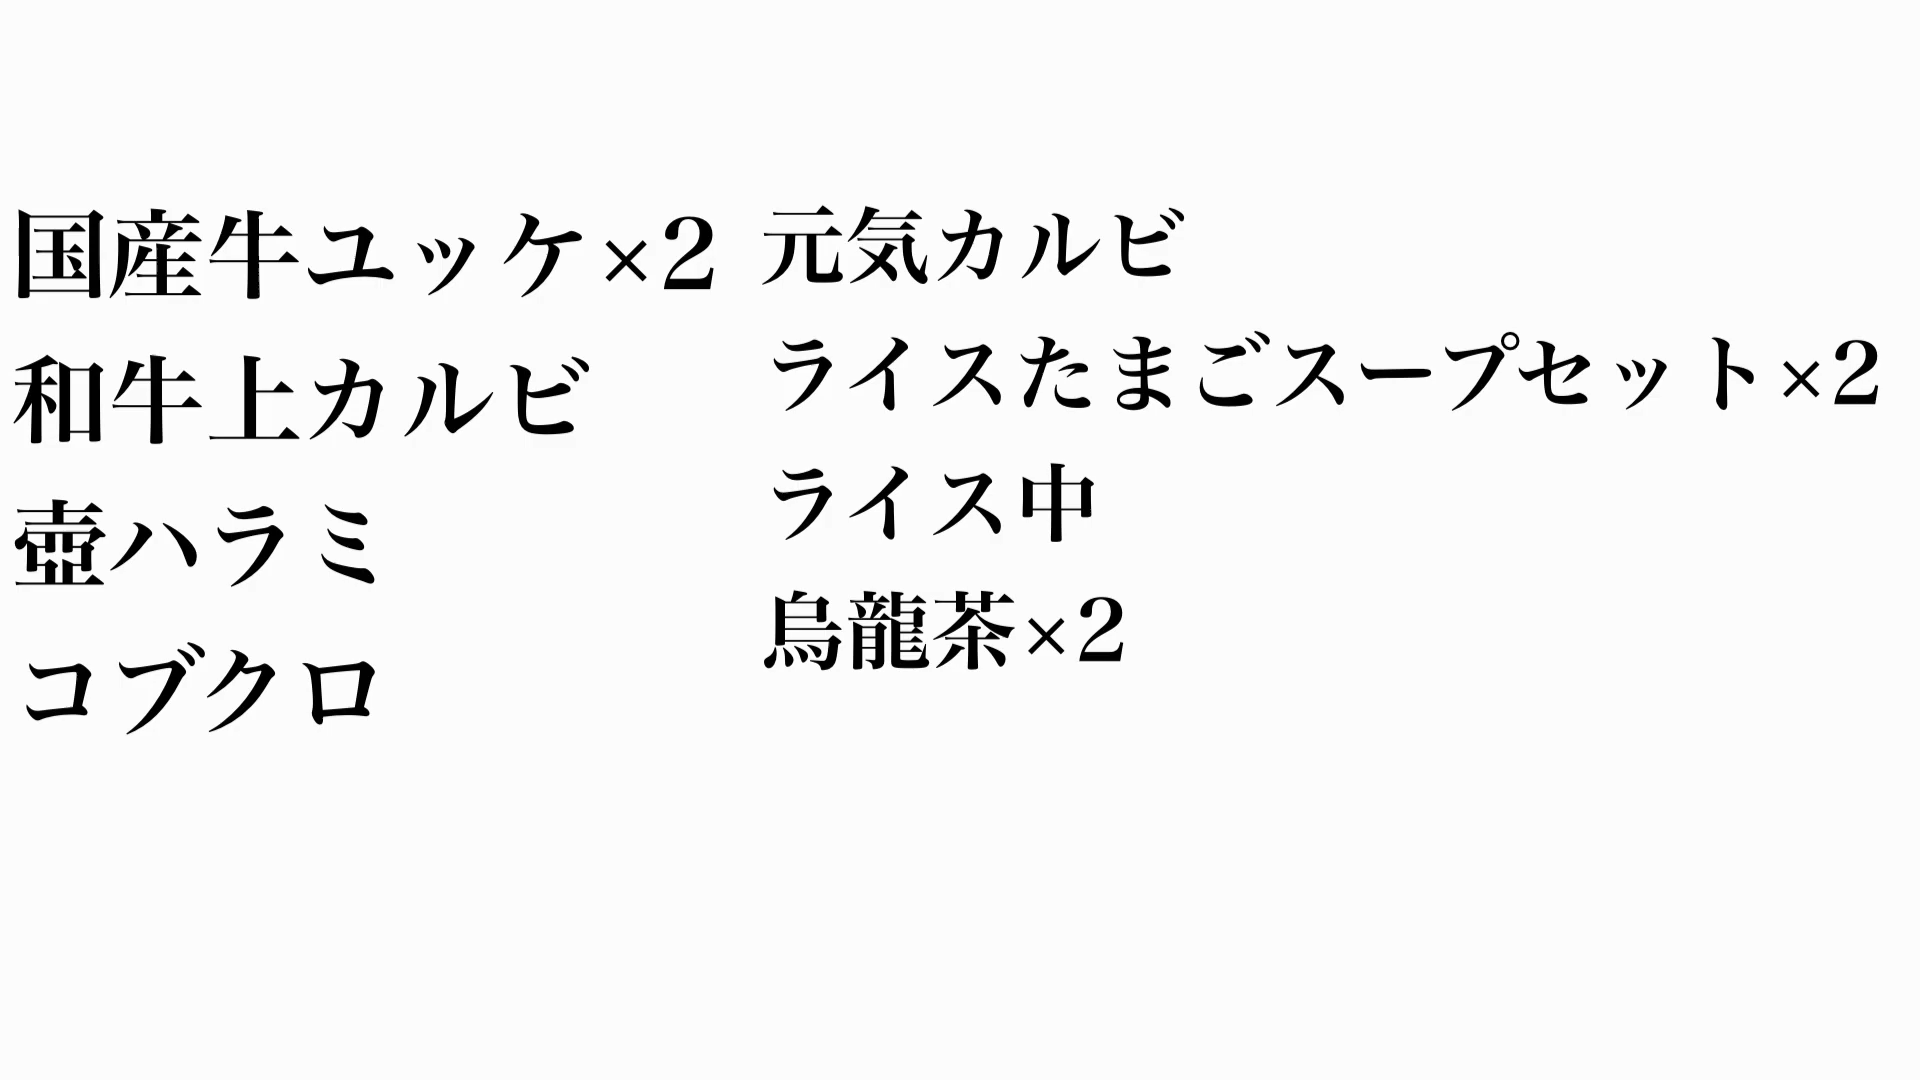 国産牛ユッケ×2
和牛上カルビ
壺ハラミ
コブクロ
元気カルビ
ライスたまごスープセット×2
ライス中
烏龍茶×2